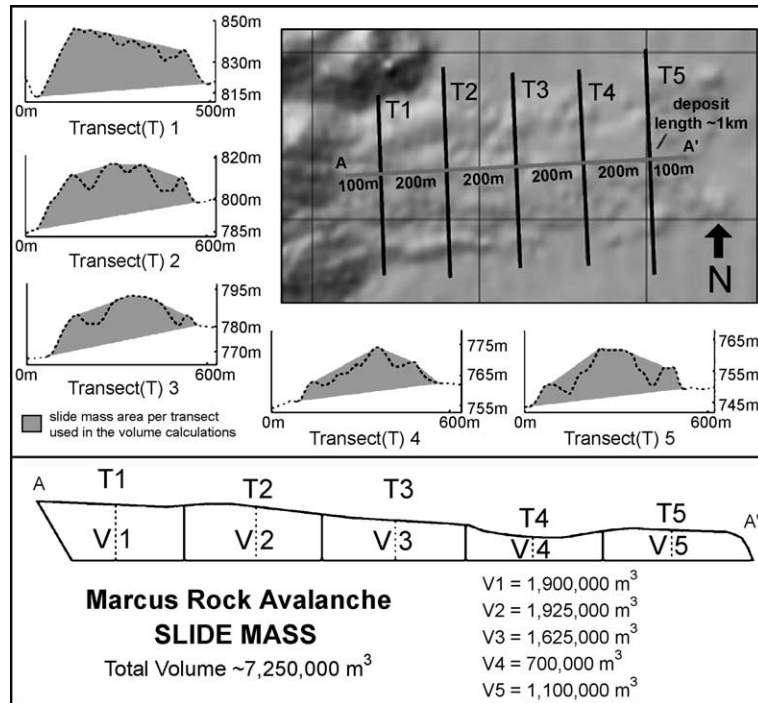 850m
830m
815m
0m
500m
Transect(T) 1
820m
800m
785m
0m
600m
Transect(T) 2
795m
780m
770m
0m
600m
Transect(T) 3
slide mass area per transect
used in the volume calculations
T1
T2
T3
T4
T5
deposit
length ~1km
A
A'
100m
200m
200m
200m
200m
100m
N
775m
765m
755m
0m
600m
Transect(T) 4
765m
755m
745m
0m
600m
Transect(T) 5
A
T1
T2
T3
T4
T5
A'
V1
V2
V3
V4
V5
Marcus Rock Avalanche
SLIDE MASS
Total Volume ~7,250,000 m³
V1 = 1,900,000 m³
V2 = 1,925,000 m³
V3 = 1,625,000 m³
V4 = 700,000 m³
V5 = 1,100,000 m³